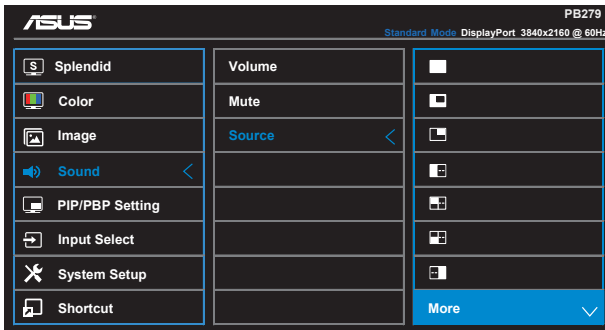 ASUS
PB279
Standard Mode DisplayPort 3840x2160 @ 60Hz
S Splendid
Color
Image
Sound
PIP/PBP Setting
Input Select
System Setup
Shortcut
Volume
Mute
Source
More